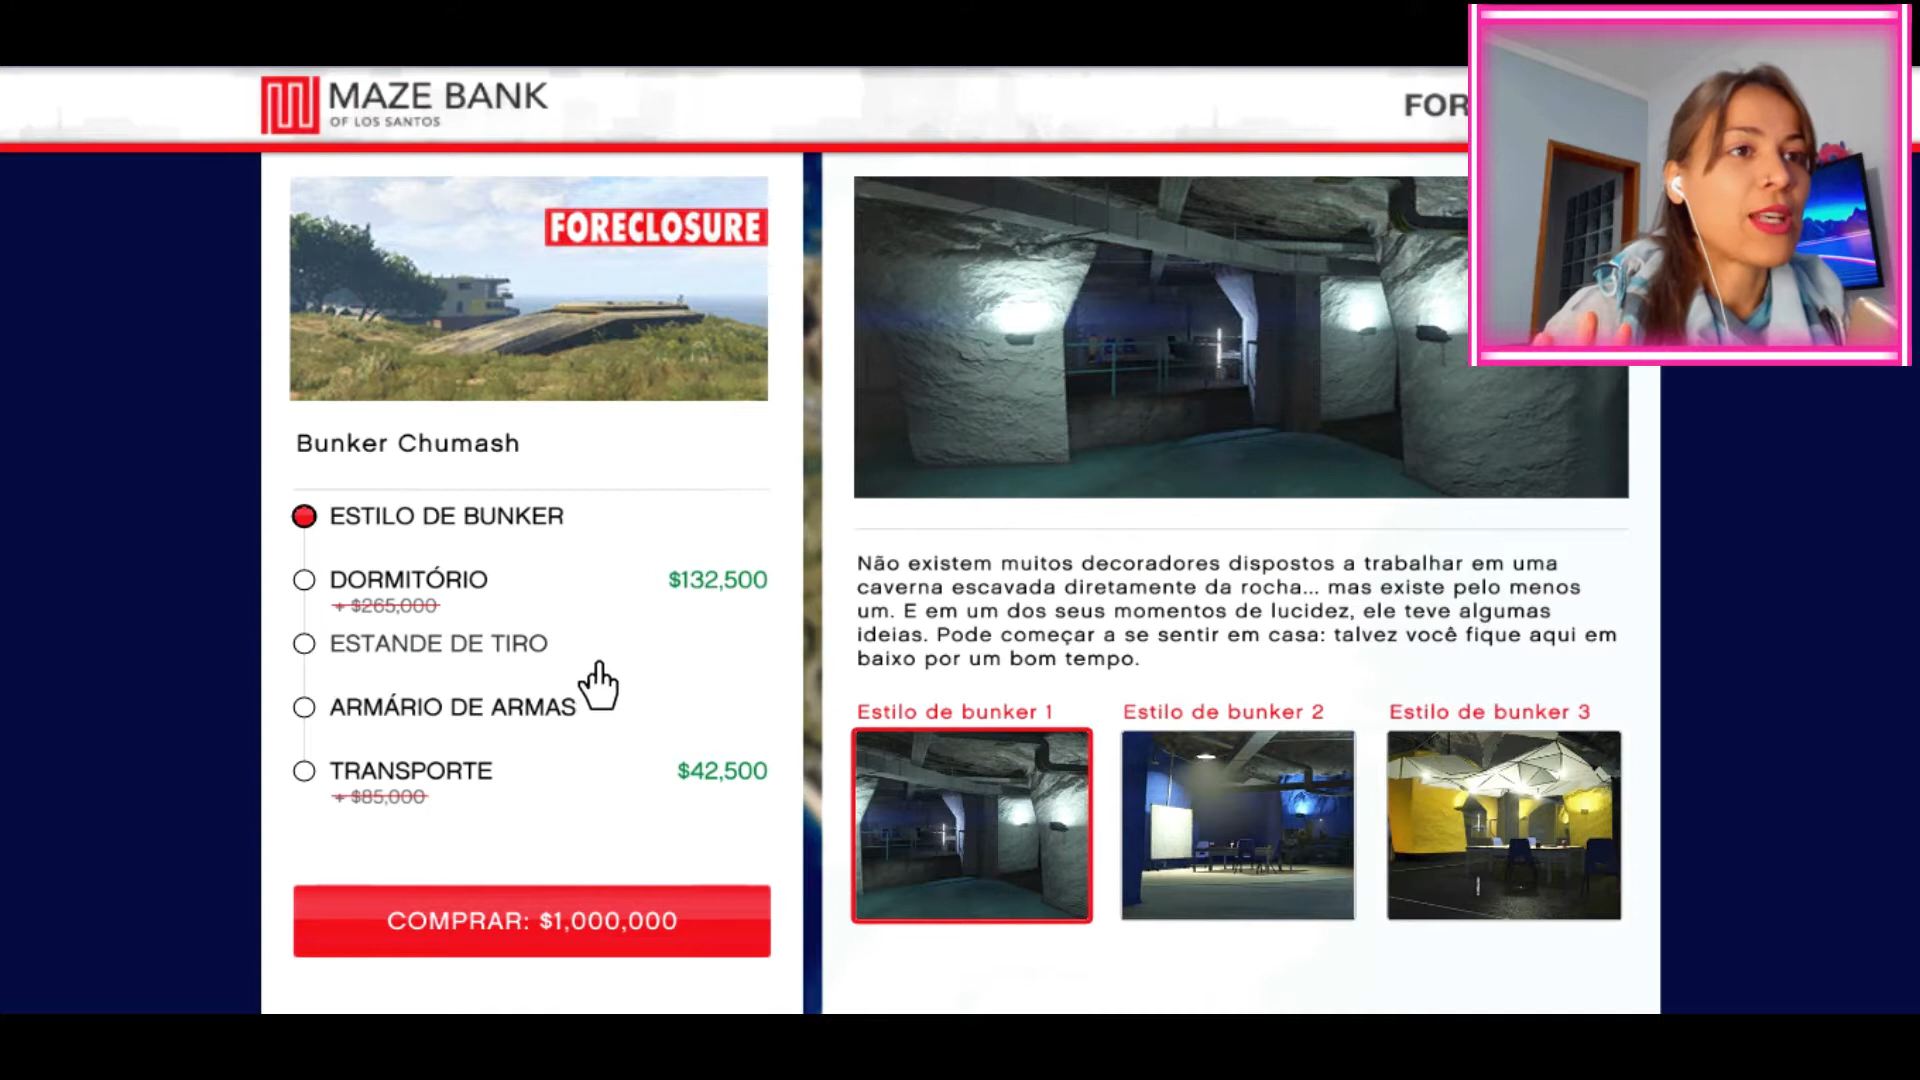 MAZE BANK
OF LOS SANTOS
FOR
FORECLOSURE
Bunker Chumash
ESTILO DE BUNKER
DORMITÓRIO $132,500
+ $265,000
ESTANDE DE TIRO
ARMÁRIO DE ARMAS
TRANSPORTE $42,500
+ $85,000
COMPRAR: $1,000,000
Não existem muitos decoradores dispostos a trabalhar em uma
caverna escavada diretamente da rocha... mas existe pelo menos
um. E em um dos seus momentos de lucidez, ele teve algumas
ideias. Pode começar a se sentir em casa: talvez você fique aqui em
baixo por um bom tempo.
Estilo de bunker 1
Estilo de bunker 2
Estilo de bunker 3